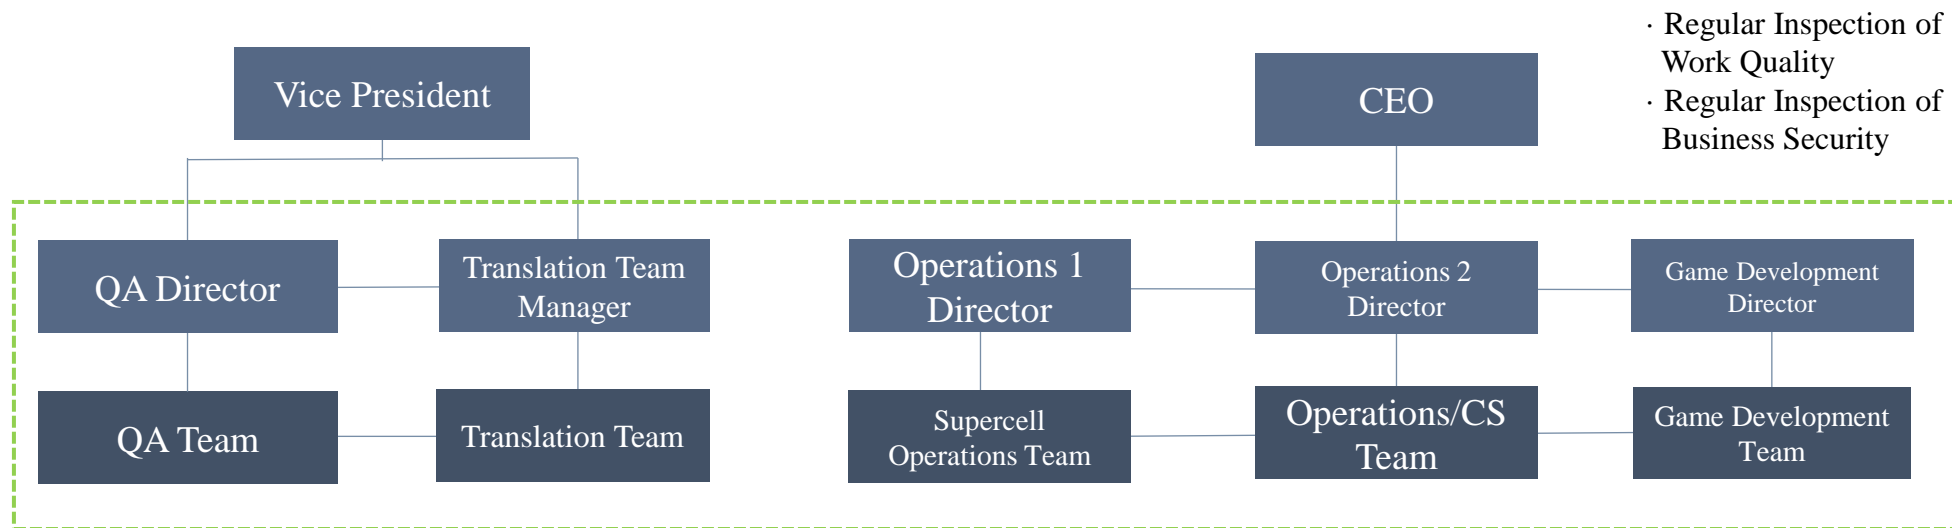 · Regular Inspection of
Work Quality
· Regular Inspection of
Business Security
Vice President
CEO
QA Director
Translation Team
Manager
Operations 1
Director
Operations 2
Director
Game Development
Director
QA Team
Translation Team
Supercell
Operations Team
Operations/CS
Team
Game Development
Team